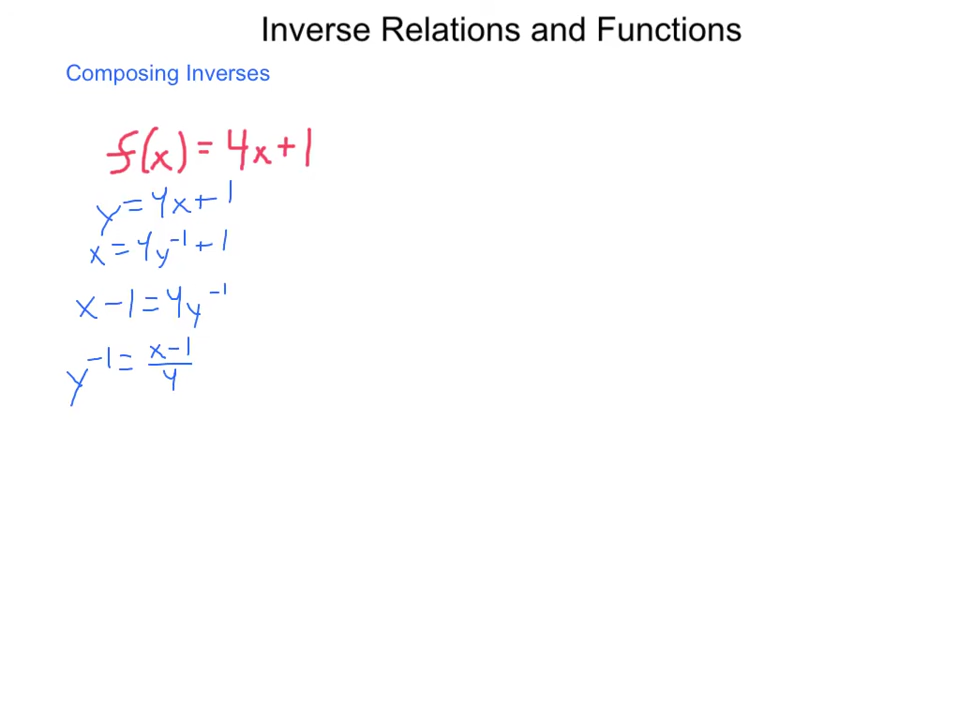 Inverse Relations and Functions
Composing Inverses
f(x) = 4x + 1
y = 4x + 1
x = 4y⁻¹ + 1
x − 1 = 4y⁻¹
y⁻¹ = (x − 1)/4